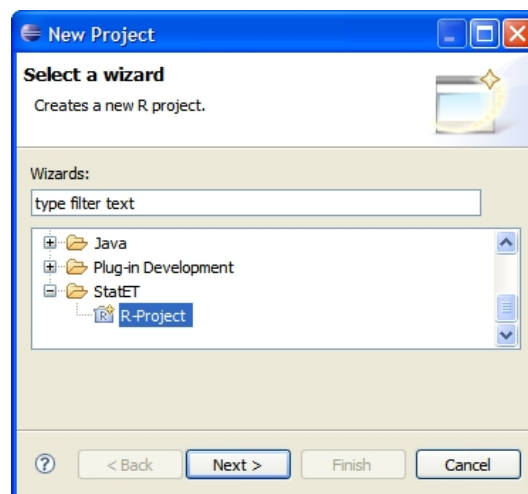 New Project
Select a wizard
Creates a new R project.
Wizards:
type filter text
Java
Plug-in Development
StatET
R-Project
? < Back Next > Finish Cancel